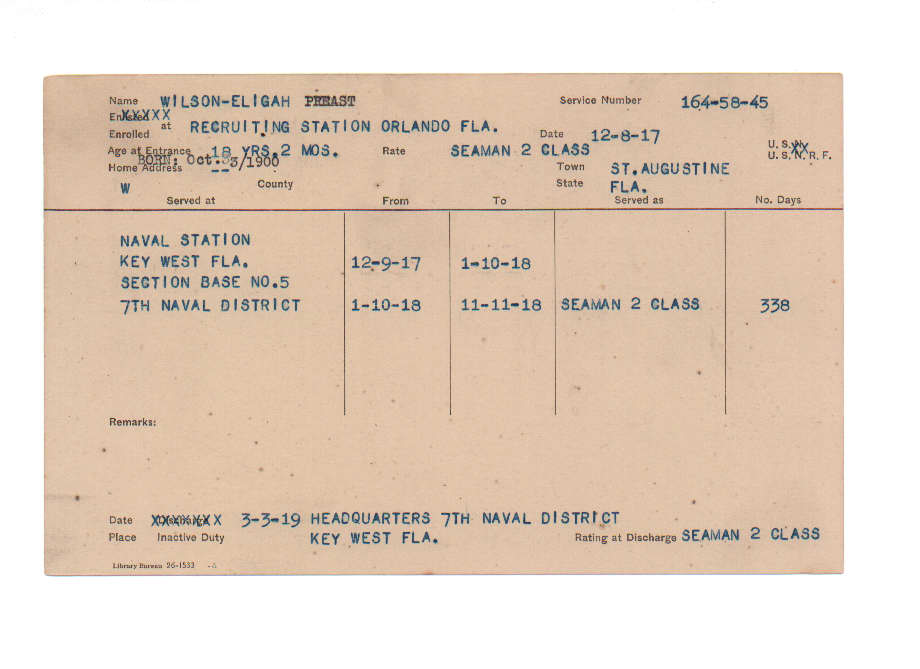 Name WILSON-ELIGAH PREAST Service Number 164-58-45
Enlisted XXXXX
Enrolled at RECRUITING STATION ORLANDO FLA. Date 12-8-17
Age at Entrance 18 YRS.2 MOS. Rate SEAMAN 2 CLASS U. S. N. XX
BORN: Oct. 3/1900 U. S. N. R. F.
Home Address -- County Town ST.AUGUSTINE
W State FLA.
Served at From To Served as No. Days
NAVAL STATION
KEY WEST FLA. 12-9-17 1-10-18
SECTION BASE NO.5
7TH NAVAL DISTRICT 1-10-18 11-11-18 SEAMAN 2 CLASS 338
Remarks:
Date XXXXXXX 3-3-19 HEADQUARTERS 7TH NAVAL DISTRICT
Place Inactive Duty KEY WEST FLA. Rating at Discharge SEAMAN 2 CLASS
Library Bureau 26-1533